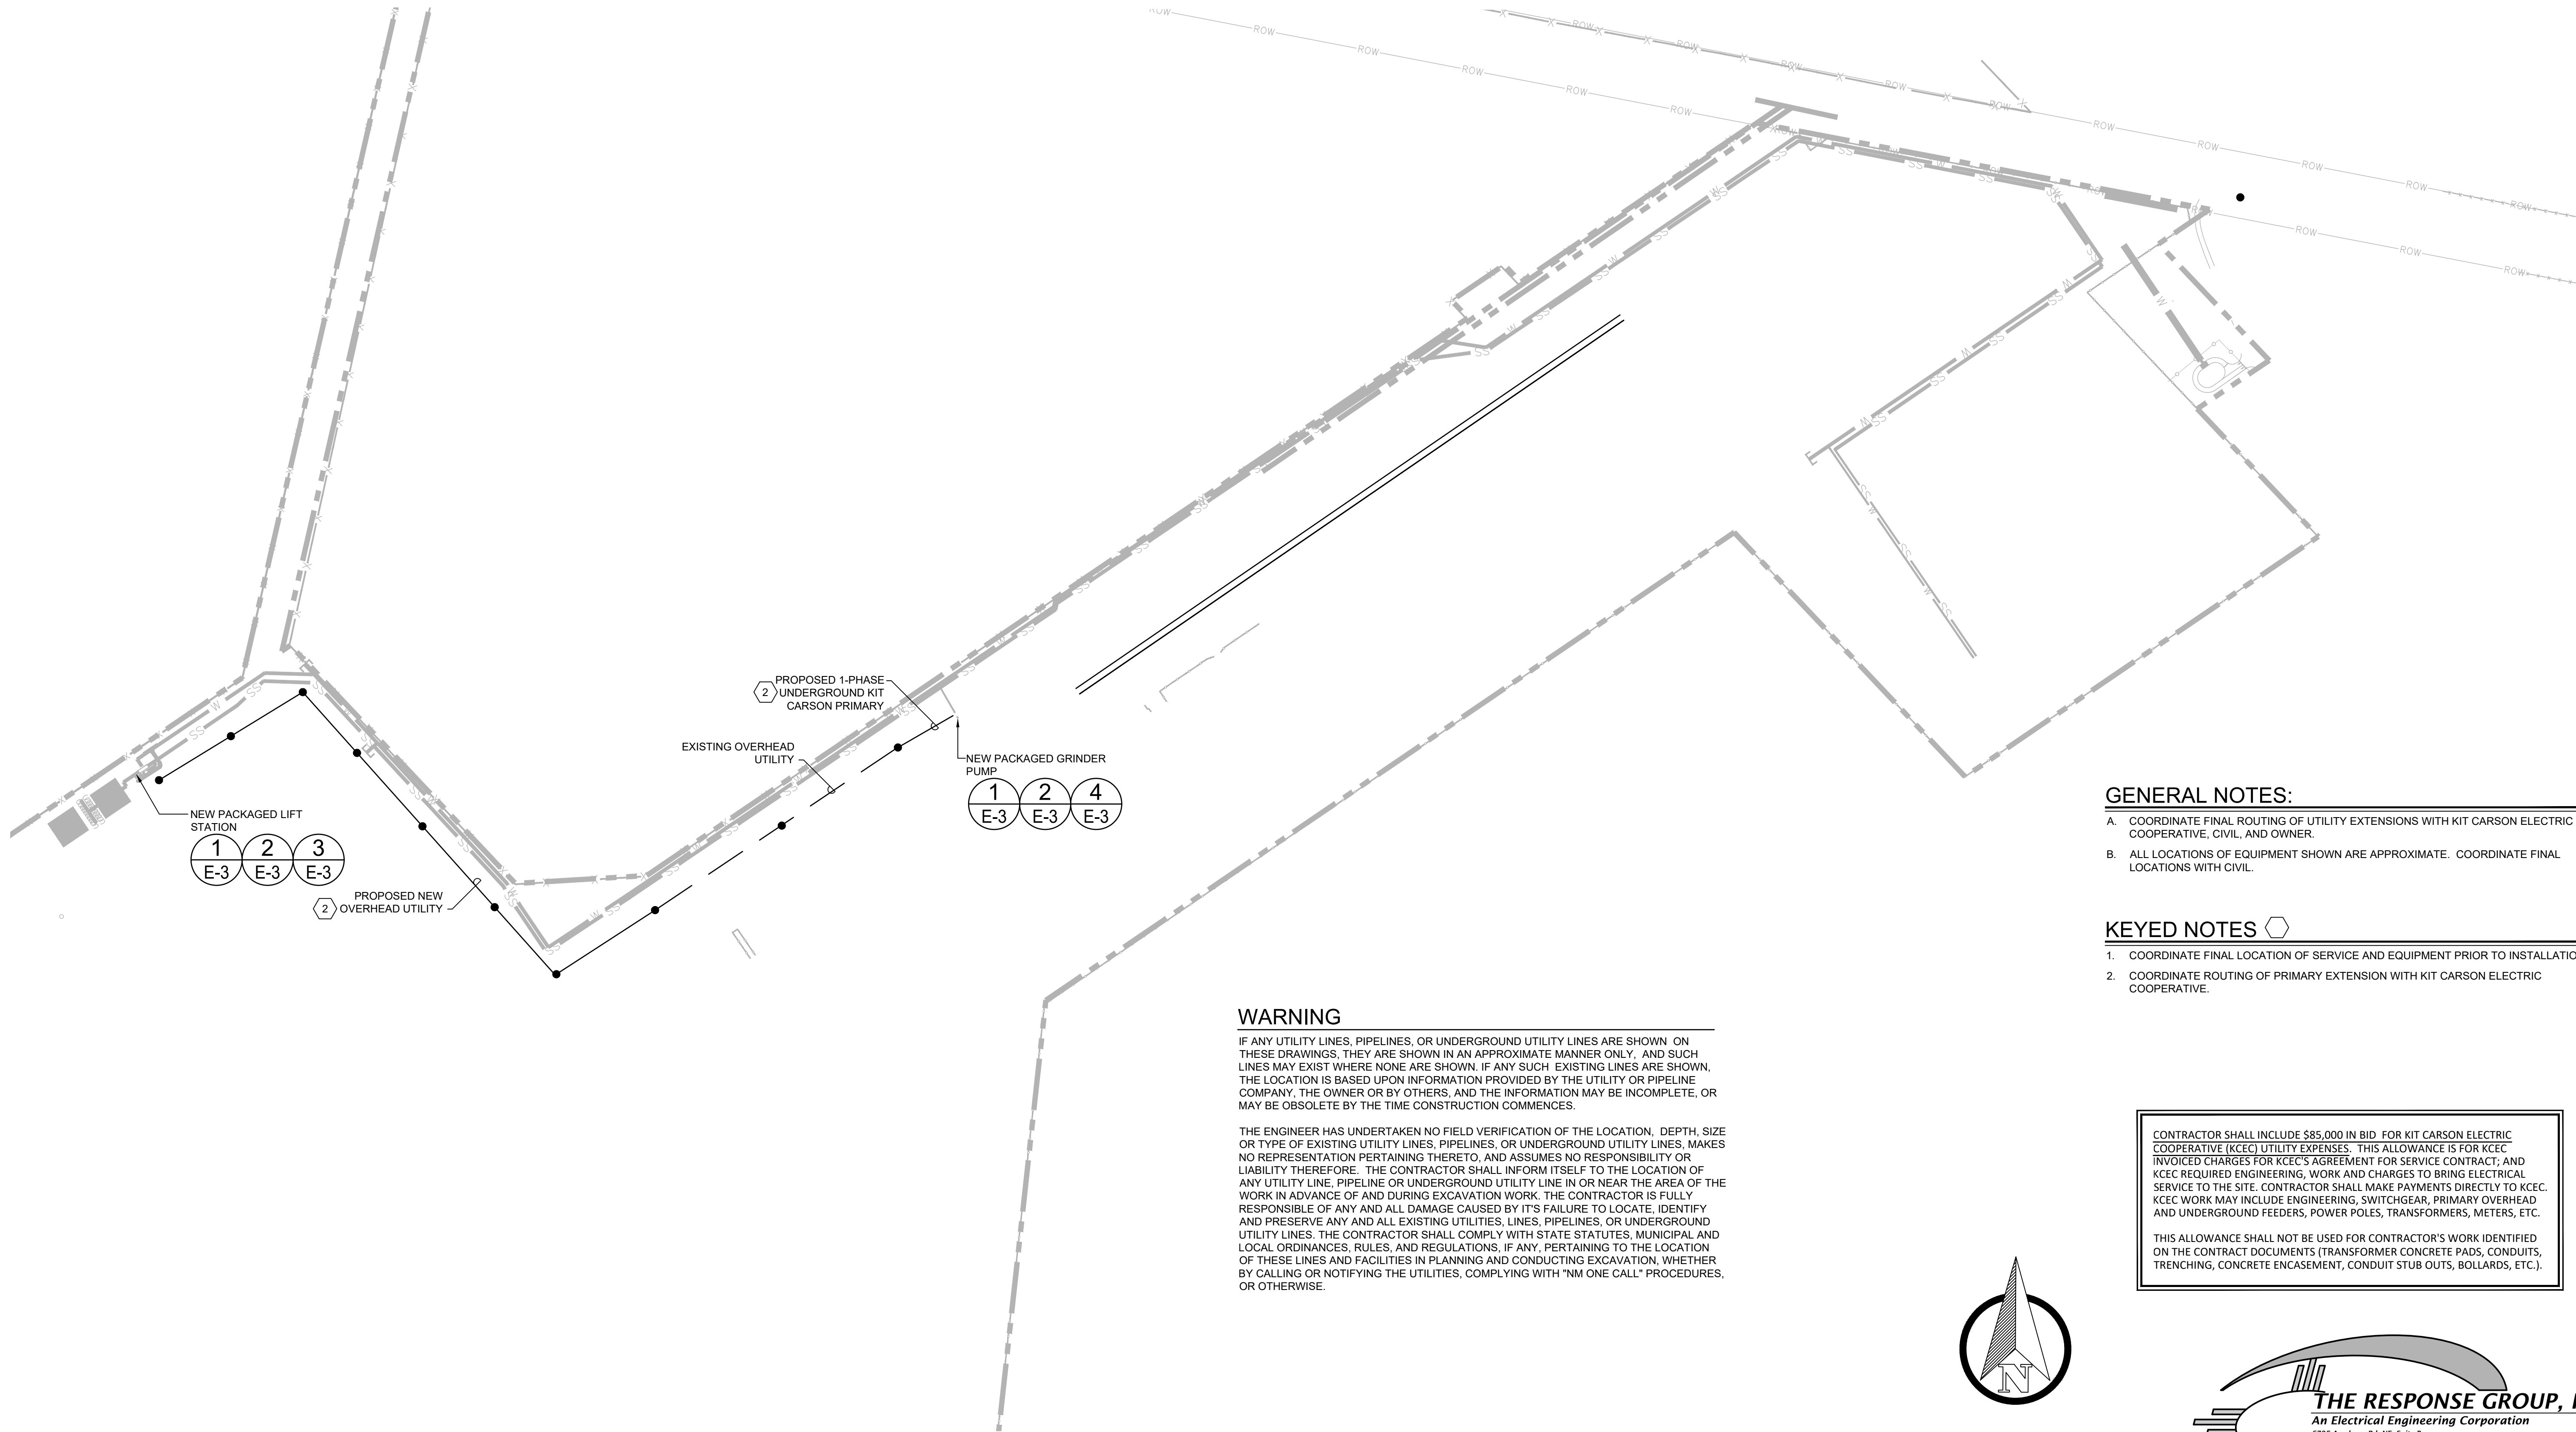 PROPOSED 1-PHASE
UNDERGROUND KIT
CARSON PRIMARY
2
EXISTING OVERHEAD
UTILITY
NEW PACKAGED GRINDER
PUMP
1 2 4
E-3 E-3 E-3
NEW PACKAGED LIFT
STATION
1 2 3
E-3 E-3 E-3
PROPOSED NEW
OVERHEAD UTILITY
2
ROW
ROW
ROW
ROW
ROW
ROW
ROW
ROW
ROW
ROW
ROW
ROW
ROW
ROW
SS
W
SS
W
X
GENERAL NOTES:
A. COORDINATE FINAL ROUTING OF UTILITY EXTENSIONS WITH KIT CARSON ELECTRIC
COOPERATIVE, CIVIL, AND OWNER.
B. ALL LOCATIONS OF EQUIPMENT SHOWN ARE APPROXIMATE. COORDINATE FINAL
LOCATIONS WITH CIVIL.
KEYED NOTES
1. COORDINATE FINAL LOCATION OF SERVICE AND EQUIPMENT PRIOR TO
2. COORDINATE ROUTING OF PRIMARY EXTENSION WITH KIT CARSON ELECTRIC
COOPERATIVE.
WARNING
IF ANY UTILITY LINES, PIPELINES, OR UNDERGROUND UTILITY LINES ARE SHOWN ON
THESE DRAWINGS, THEY ARE SHOWN IN AN APPROXIMATE MANNER ONLY, AND SUCH
LINES MAY EXIST WHERE NONE ARE SHOWN. IF ANY SUCH EXISTING LINES ARE SHOWN,
THE LOCATION IS BASED UPON INFORMATION PROVIDED BY THE UTILITY OR PIPELINE
COMPANY, THE OWNER OR BY OTHERS, AND THE INFORMATION MAY BE INCOMPLETE, OR
MAY BE OBSOLETE BY THE TIME CONSTRUCTION COMMENCES.
THE ENGINEER HAS UNDERTAKEN NO FIELD VERIFICATION OF THE LOCATION, DEPTH, SIZE
OR TYPE OF EXISTING UTILITY LINES, PIPELINES, OR UNDERGROUND UTILITY LINES, MAKES
NO REPRESENTATION PERTAINING THERETO, AND ASSUMES NO RESPONSIBILITY OR
LIABILITY THEREFORE. THE CONTRACTOR SHALL INFORM ITSELF TO THE LOCATION OF
ANY UTILITY LINE, PIPELINE OR UNDERGROUND UTILITY LINE IN OR NEAR THE AREA OF THE
WORK IN ADVANCE OF AND DURING EXCAVATION WORK. THE CONTRACTOR IS FULLY
RESPONSIBLE OF ANY AND ALL DAMAGE CAUSED BY IT'S FAILURE TO LOCATE, IDENTIFY
AND PRESERVE ANY AND ALL EXISTING UTILITIES, LINES, PIPELINES, OR UNDERGROUND
UTILITY LINES. THE CONTRACTOR SHALL COMPLY WITH STATE STATUTES, MUNICIPAL AND
LOCAL ORDINANCES, RULES, AND REGULATIONS, IF ANY, PERTAINING TO THE LOCATION
OF THESE LINES AND FACILITIES IN PLANNING AND CONDUCTING EXCAVATION, WHETHER
BY CALLING OR NOTIFYING THE UTILITIES, COMPLYING WITH "NM ONE CALL" PROCEDURES,
OR OTHERWISE.
CONTRACTOR SHALL INCLUDE $85,000 IN BID FOR KIT CARSON ELECTRIC
COOPERATIVE (KCEC) UTILITY EXPENSES. THIS ALLOWANCE IS FOR KCEC
INVOICED CHARGES FOR KCEC'S AGREEMENT FOR SERVICE CONTRACT; AND
KCEC REQUIRED ENGINEERING, WORK AND CHARGES TO BRING ELECTRICAL
SERVICE TO THE SITE. CONTRACTOR SHALL MAKE PAYMENTS DIRECTLY TO KCEC.
KCEC WORK MAY INCLUDE ENGINEERING, SWITCHGEAR, PRIMARY OVERHEAD
AND UNDERGROUND FEEDERS, POWER POLES, TRANSFORMERS, METERS, ETC.
THIS ALLOWANCE SHALL NOT BE USED FOR CONTRACTOR'S WORK IDENTIFIED
ON THE CONTRACT DOCUMENTS (TRANSFORMER CONCRETE PADS, CONDUITS,
TRENCHING, CONCRETE ENCASEMENT, CONDUIT STUB OUTS, BOLLARDS, ETC.).
N
THE RESPONSE GROUP,
An Electrical Engineering Corporation